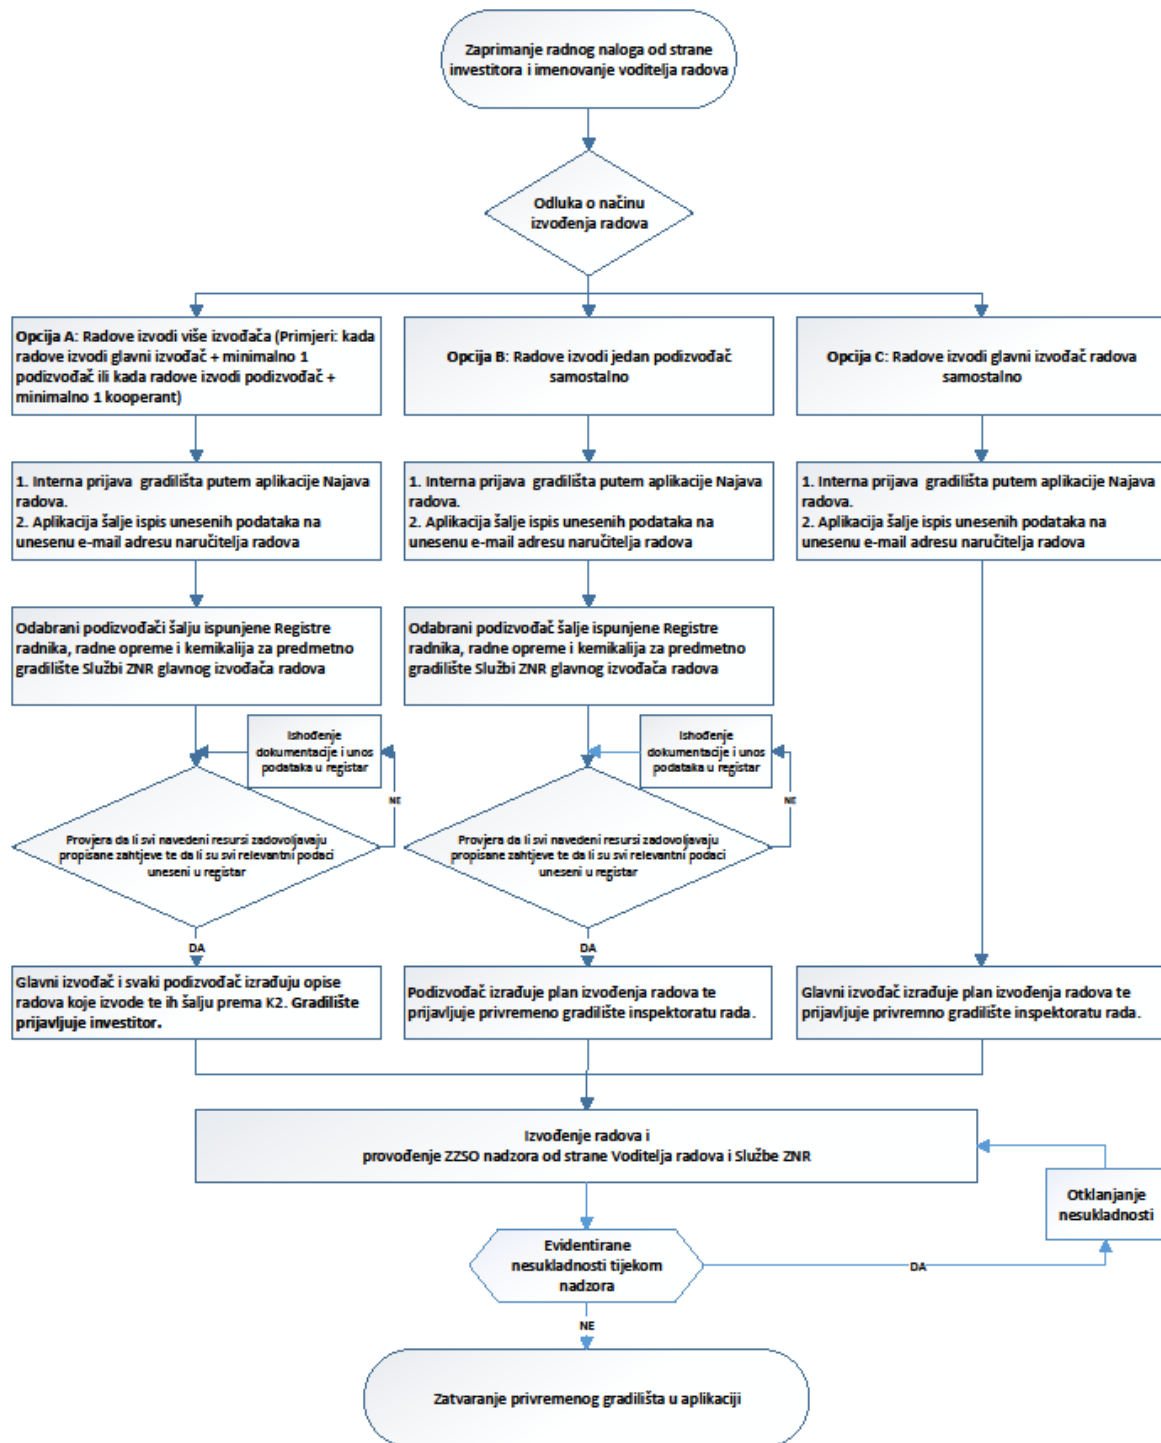 Zaprimanje radnog naloga od strane
investitora i imenovanje voditelja radova
Odluka o načinu
izvođenja radova
Opcija A: Radove izvodi više izvođača (Primjeri: kada
radove izvodi glavni izvođač + minimalno 1
podizvođač ili kada radove izvodi podizvođač +
minimalno 1 kooperant)
Opcija B: Radove izvodi jedan podizvođač
samostalno
Opcija C: Radove izvodi glavni izvođač radova
samostalno
1. Interna prijava gradilišta putem aplikacije Najava
radova.
2. Aplikacija šalje ispis unesenih podataka na
unesenu e-mail adresu naručitelja radova
1. Interna prijava gradilišta putem aplikacije Najava
radova.
2. Aplikacija šalje ispis unesenih podataka na
unesenu e-mail adresu naručitelja radova
1. Interna prijava gradilišta putem aplikacije Najava
radova.
2. Aplikacija šalje ispis unesenih podataka na
unesenu e-mail adresu naručitelja radova
Odabrani podizvođači šalju ispunjene Registre
radnika, radne opreme i kemikalija za predmetno
gradilište Službi ZNR glavnog izvođača radova
Odabrani podizvođač šalje ispunjene Registre
radnika, radne opreme i kemikalija za predmetno
gradilište Službi ZNR glavnog izvođača radova
Ishođenje
dokumentacije i unos
podataka u registar
NE
Ishođenje
dokumentacije i unos
podataka u registar
NE
Provjera da li svi navedeni resursi zadovoljavaju
propisane zahtjeve te da li su svi relevantni podaci
uneseni u registar
Provjera da li svi navedeni resursi zadovoljavaju
propisane zahtjeve te da li su svi relevantni podaci
uneseni u registar
DA
DA
Glavni izvođač i svaki podizvođač izrađuju opise
radova koje izvode te ih šalju prema K2. Gradilište
prijavljuje investitor.
Podizvođač izrađuje plan izvođenja radova te
prijavljuje privremeno gradilište inspektoratu rada.
Glavni izvođač izrađuje plan izvođenja radova te
prijavljuje privremno gradilište inspektoratu rada.
Izvođenje radova i
provođenje ZZSO nadzora od strane Voditelja radova i Službe ZNR
Otklanjanje
nesukladnosti
Evidentirane
nesukladnosti tijekom
nadzora
DA
NE
Zatvaranje privremenog gradilišta u aplikaciji